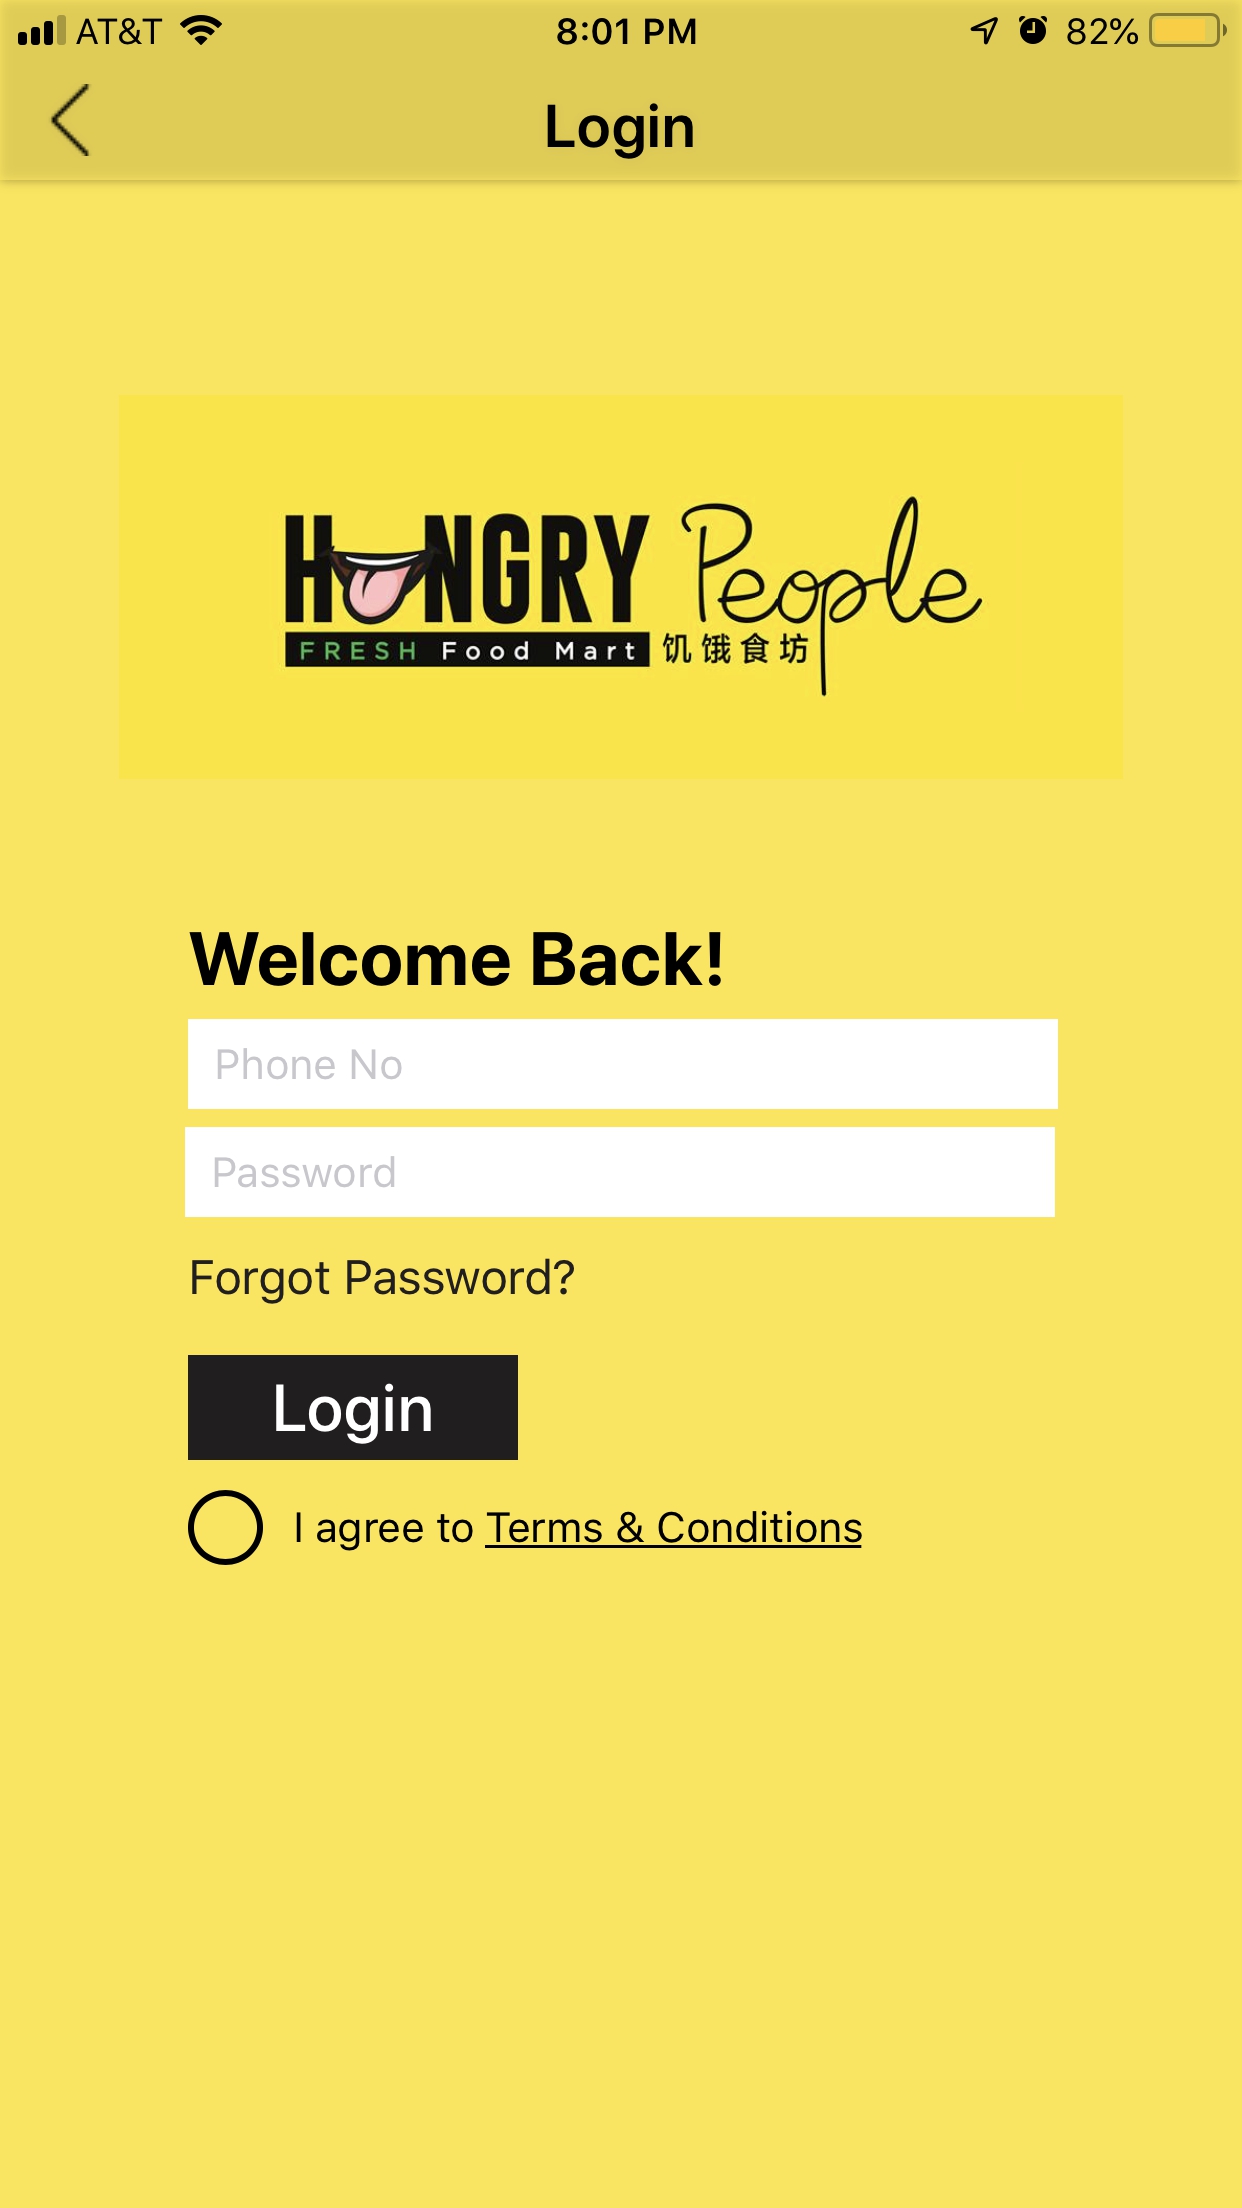 AT&T 8:01 PM 82%
Login
HUNGRY People
FRESH Food Mart 饥饿食坊
Welcome Back!
Phone No
Password
Forgot Password?
Login
I agree to Terms & Conditions